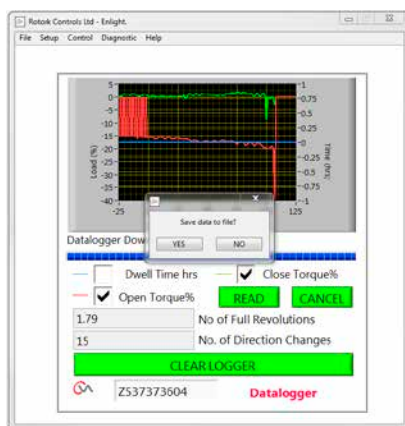 Rotork Controls Ltd - Enlight.
File Setup Control Diagnostic Help
5
0
-5
-10
-15
-20
-25
-30
-35
-40
Load (%)
1
0.75
0.5
0.25
0
-0.25
-0.5
-0.75
-1
Time (hrs)
-25
125
X
Save data to file?
YES NO
Datalogger Dow
Dwell Time hrs Close Torque%
Open Torque% READ CANCEL
1.79 No of Full Revolutions
15 No. of Direction Changes
CLEAR LOGGER
ZS37373604 Datalogger